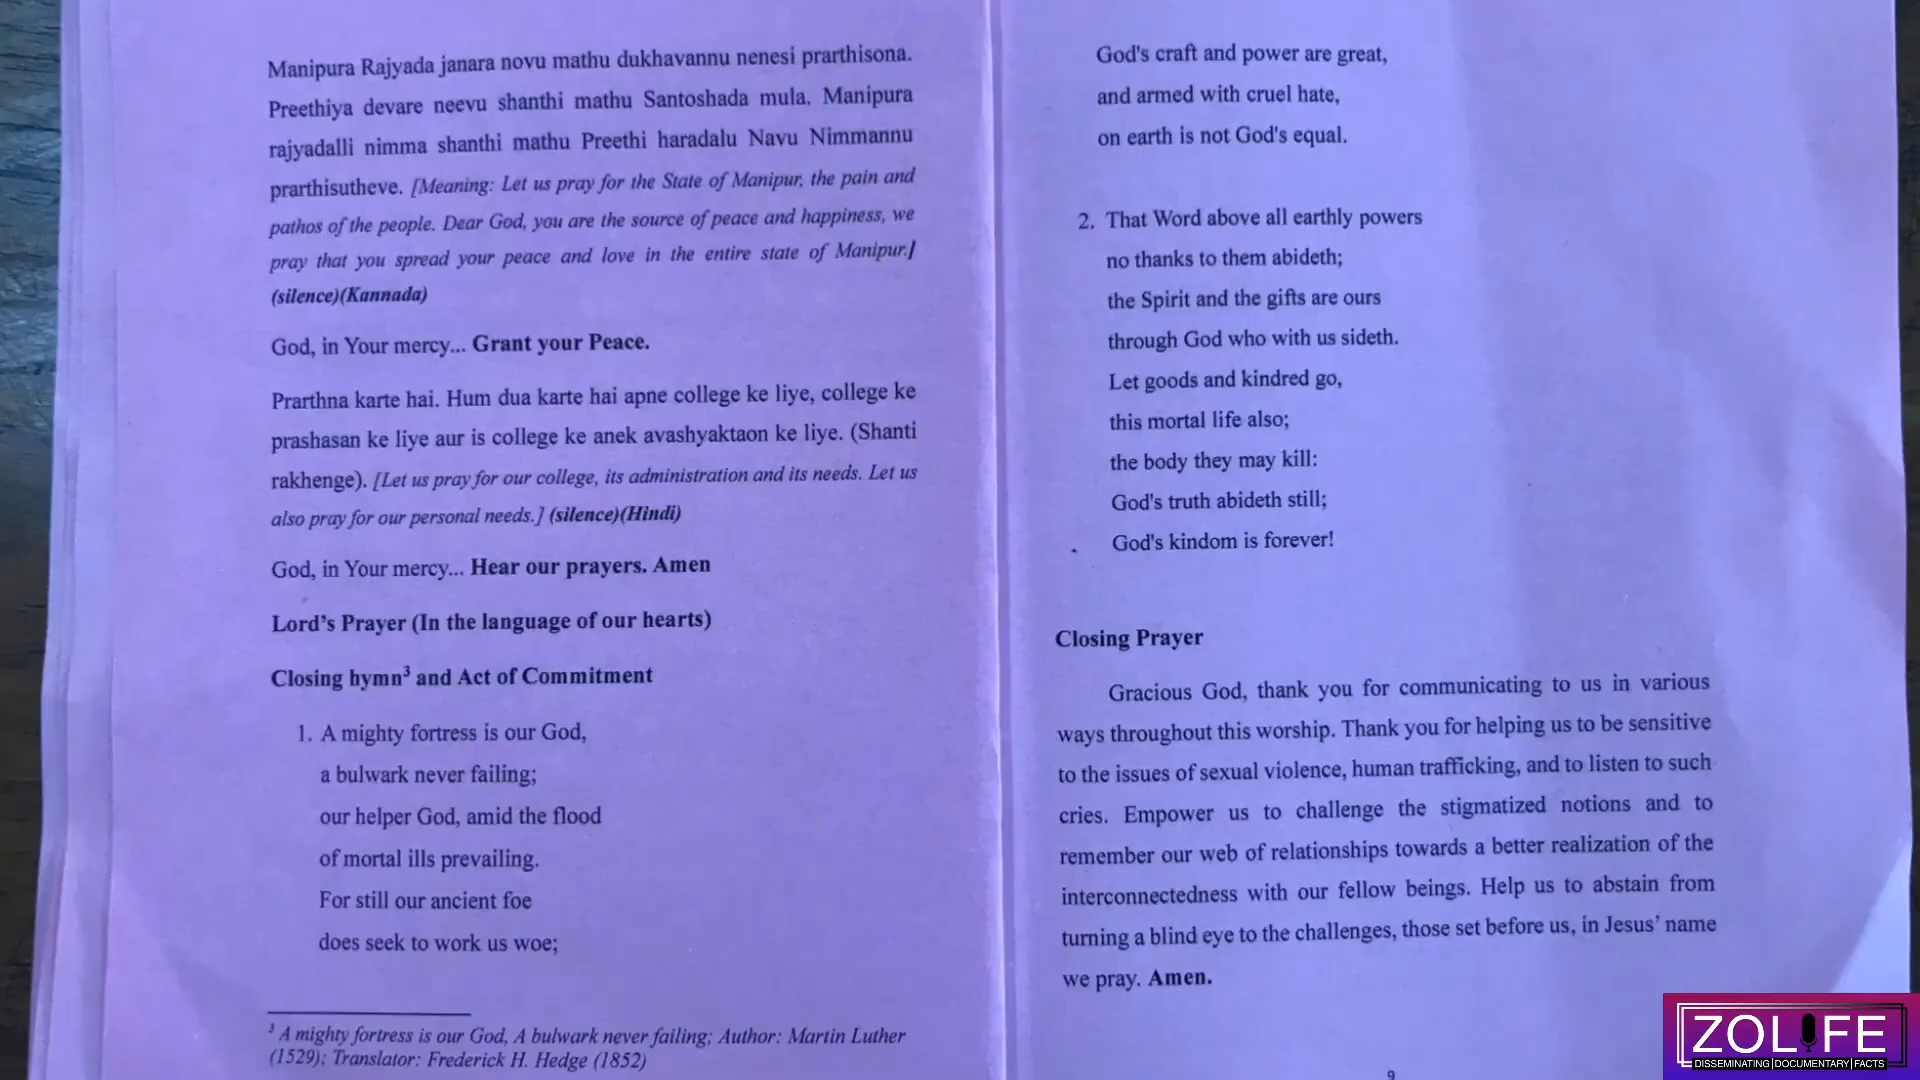 Manipura Rajyada janara novu mathu dukhavannu nenesi prarthisona.
Preethiya devare neevu shanthi mathu Santoshada mula. Manipura
rajyadalli nimma shanthi mathu Preethi haradalu Navu Nimmannu
prarthisutheve. [Meaning: Let us pray for the State of Manipur, the pain and
pathos of the people. Dear God, you are the source of peace and happiness, we
pray that you spread your peace and love in the entire state of Manipur.]
(silence)(Kannada)
God, in Your mercy... Grant your Peace.
Prarthna karte hai. Hum dua karte hai apne college ke liye, college ke
prashasan ke liye aur is college ke anek avashyaktaon ke liye. (Shanti
rakhenge). [Let us pray for our college, its administration and its needs. Let us
also pray for our personal needs.] (silence)(Hindi)
God, in Your mercy... Hear our prayers. Amen
Lord’s Prayer (In the language of our hearts)
Closing hymn³ and Act of Commitment
1. A mighty fortress is our God,
a bulwark never failing;
our helper God, amid the flood
of mortal ills prevailing.
For still our ancient foe
does seek to work us woe;
³ A mighty fortress is our God, A bulwark never failing; Author: Martin Luther
(1529); Translator: Frederick H. Hedge (1852)
God's craft and power are great,
and armed with cruel hate,
on earth is not God's equal.
2. That Word above all earthly powers
no thanks to them abideth;
the Spirit and the gifts are ours
through God who with us sideth.
Let goods and kindred go,
this mortal life also;
the body they may kill:
God's truth abideth still;
God's kindom is forever!
Closing Prayer
Gracious God, thank you for communicating to us in various
ways throughout this worship. Thank you for helping us to be sensitive
to the issues of sexual violence, human trafficking, and to listen to such
cries. Empower us to challenge the stigmatized notions and to
remember our web of relationships towards a better realization of the
interconnectedness with our fellow beings. Help us to abstain from
turning a blind eye to the challenges, those set before us, in Jesus’ name
we pray. Amen.
9
ZOLIFE
DISSEMINATING|DOCUMENTARY|FACTS